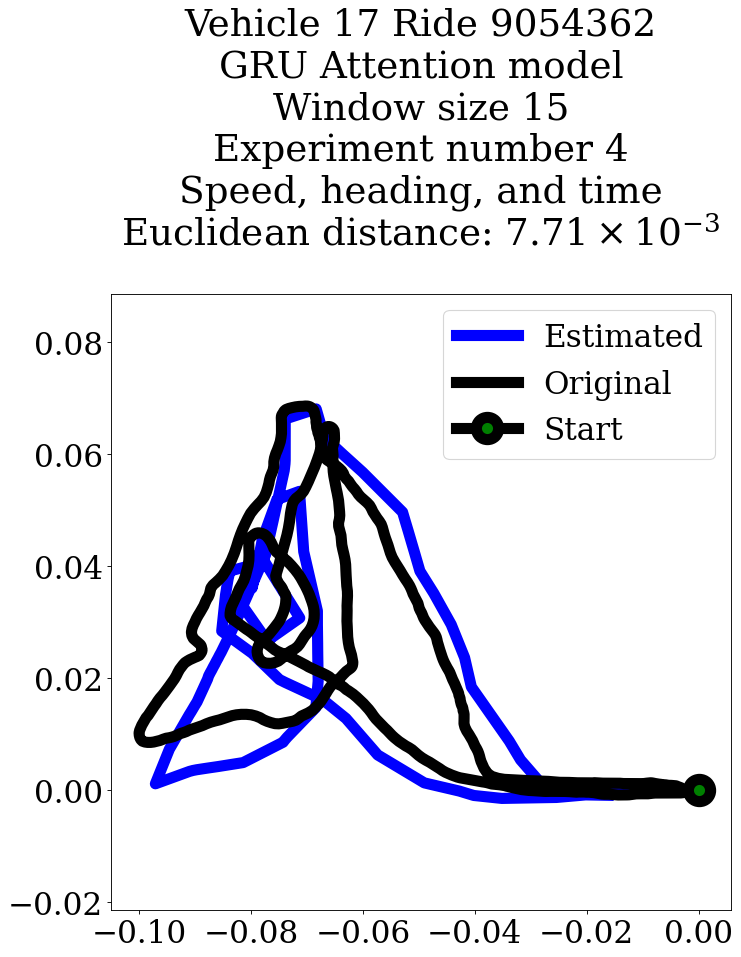 Vehicle 17 Ride 9054362
GRU Attention model
Window size 15
Experiment number 4
Speed, heading, and time
Euclidean distance: 7.71 × 10⁻³
Estimated
Original
Start
0.08
0.06
0.04
0.02
0.00
−0.02
−0.10 −0.08 −0.06 −0.04 −0.02 0.00